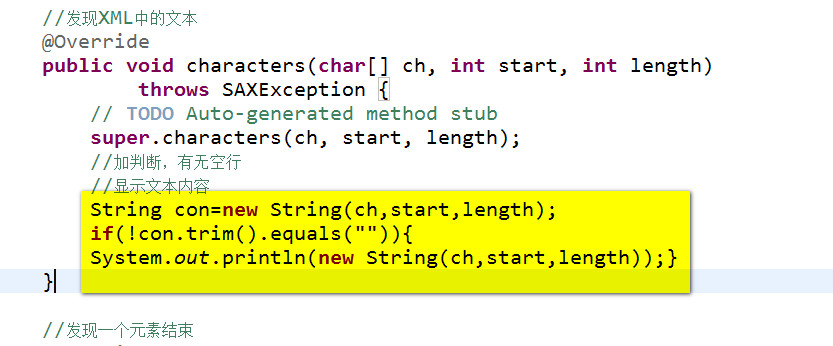 //发现XML中的文本
@Override
public void characters(char[] ch, int start, int length)
throws SAXException {
// TODO Auto-generated method stub
super.characters(ch, start, length);
//加判断，有无空行
//显示文本内容
String con=new String(ch,start,length);
if(!con.trim().equals("")){
System.out.println(new String(ch,start,length));}
}
//发现一个元素结束